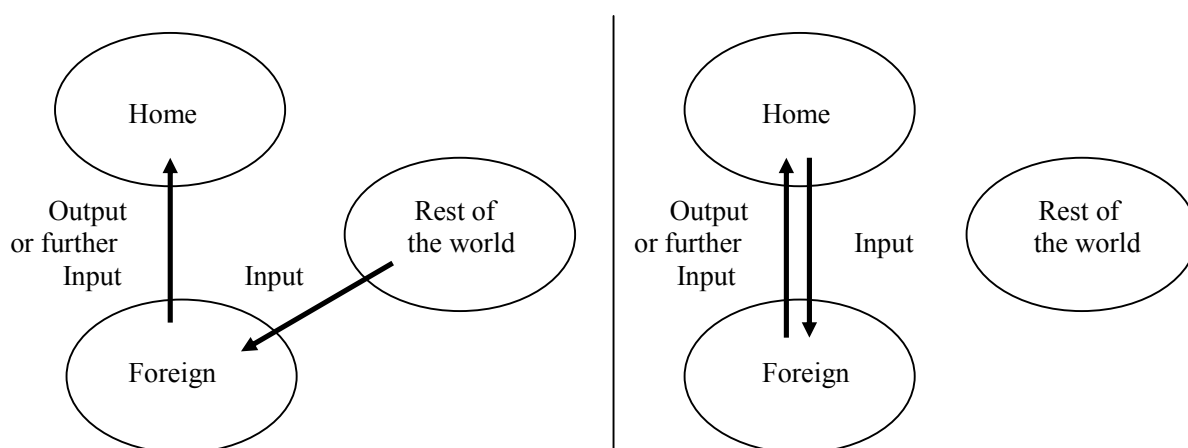 Home
Rest of
the world
Output
or further
Input
Input
Foreign
Home
Rest of
the world
Output
or further
Input
Input
Foreign